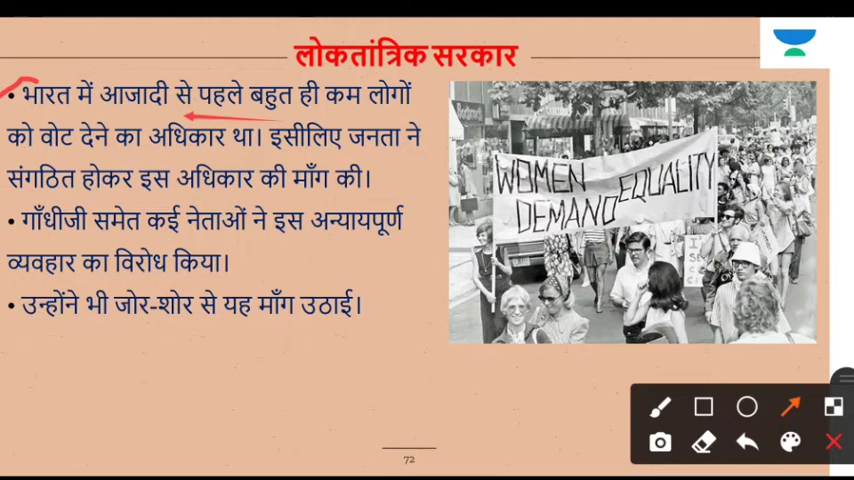 लोकतांत्रिक सरकार
• भारत में आजादी से पहले बहुत ही कम लोगों
को वोट देने का अधिकार था। इसीलिए जनता ने
संगठित होकर इस अधिकार की माँग की।
• गाँधीजी समेत कई नेताओं ने इस अन्यायपूर्ण
व्यवहार का विरोध किया।
• उन्होंने भी जोर-शोर से यह माँग उठाई।
WOMEN
DEMAND EQUALITY
72